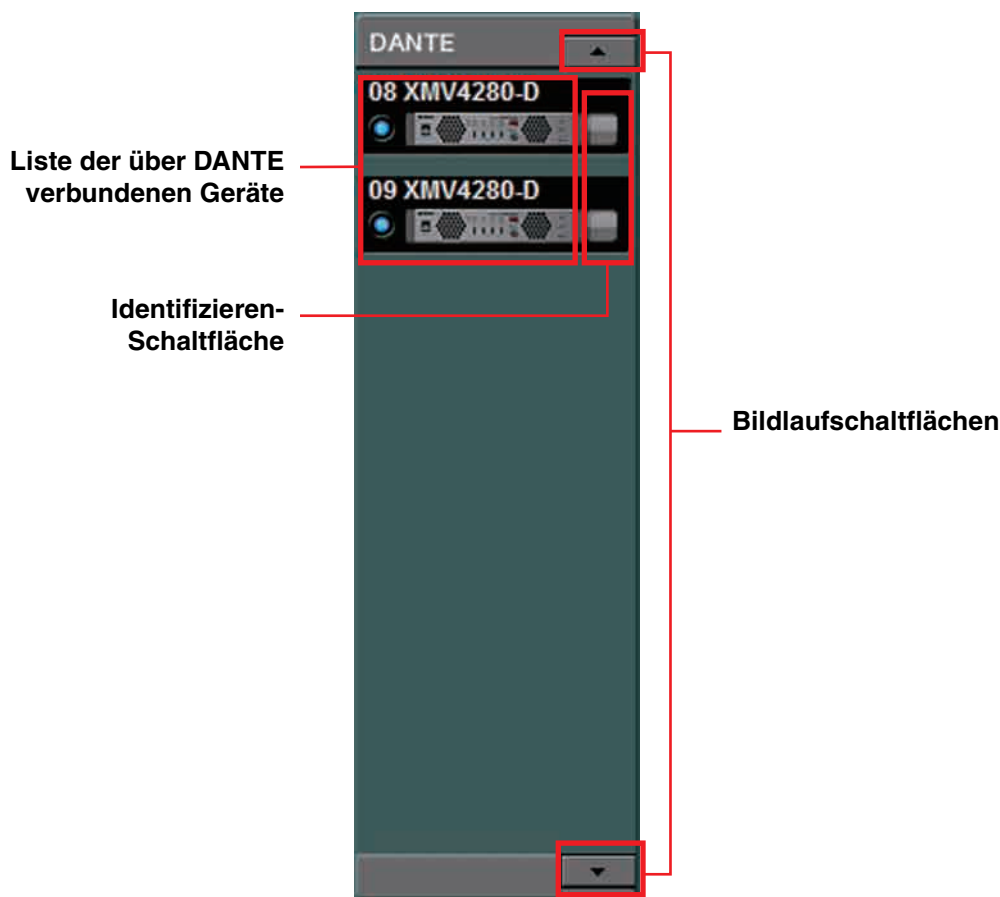 DANTE
08 XMV4280-D
Liste der über DANTE
verbundenen Geräte
09 XMV4280-D
Identifizieren-
Schaltfläche
Bildlaufschaltflächen